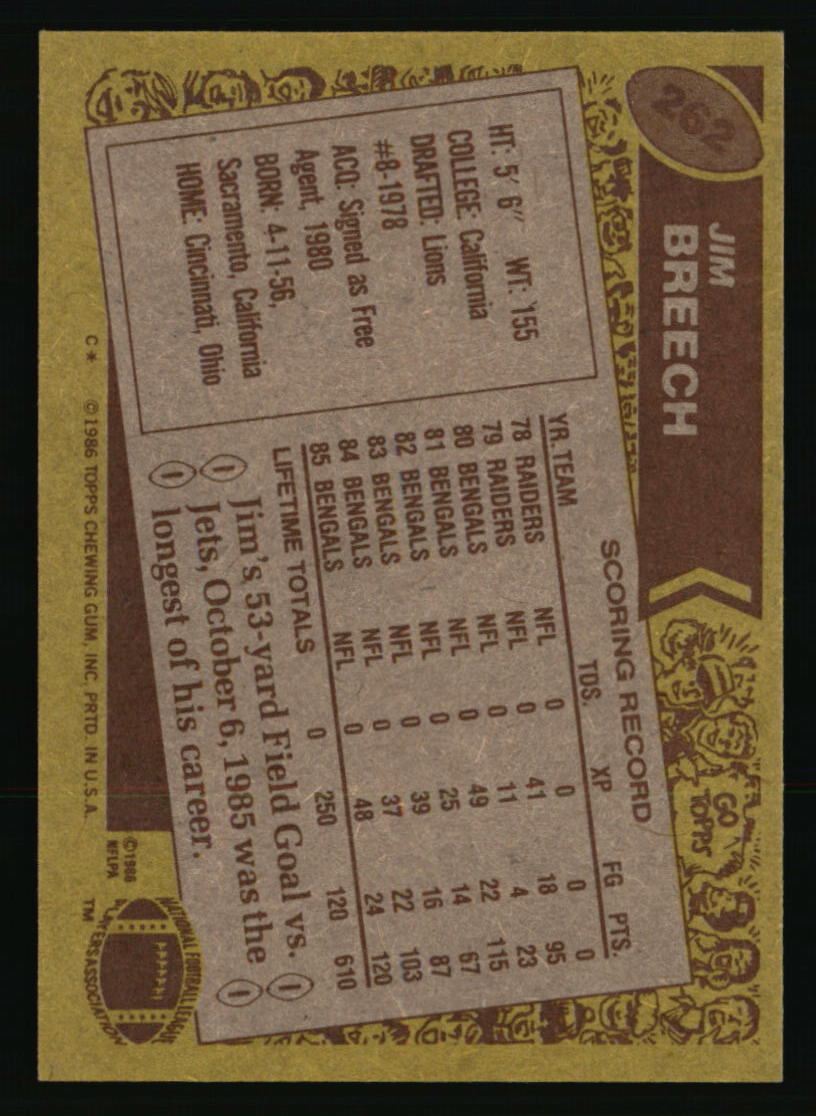 262
JIM
BREECH
HT: 5' 6" WT: 155
COLLEGE: California
DRAFTED: Lions
#8-1978
ACQ: Signed as Free
Agent, 1980
BORN: 4-11-56,
Sacramento, California
HOME: Cincinnati, Ohio
SCORING RECORD
YR. TEAM TDS. XP FG PTS.
78 RAIDERS NFL 0 0 0 0
79 RAIDERS NFL 0 41 18 95
80 BENGALS NFL 0 11 4 23
81 BENGALS NFL 0 49 22 115
82 BENGALS NFL 0 25 14 67
83 BENGALS NFL 0 39 16 87
84 BENGALS NFL 0 37 22 103
85 BENGALS NFL 0 48 24 120
LIFETIME TOTALS 0 250 120 610
Jim's 53-yard Field Goal vs.
Jets, October 6, 1985 was the
longest of his career.
GO
TOPPS
C* ©1986 TOPPS CHEWING GUM, INC. PRTD. IN U.S.A.
©1986
NFLPA
NATIONAL FOOTBALL LEAGUE
PLAYERS ASSOCIATION
TM